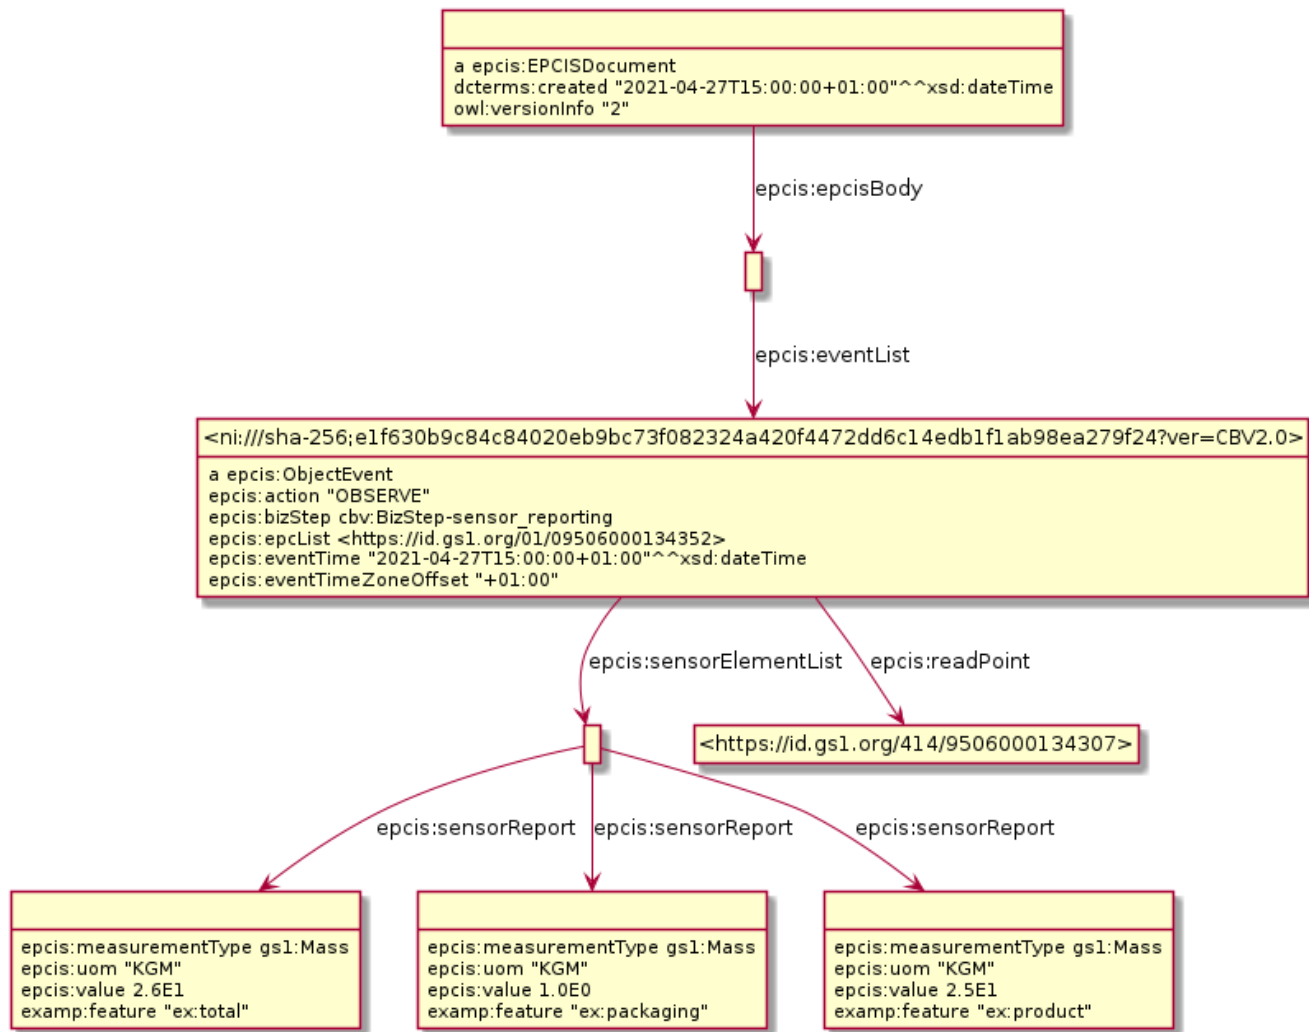 a epcis:EPCISDocument
dcterms:created "2021-04-27T15:00:00+01:00"^^xsd:dateTime
owl:versionInfo "2"
epcis:epcisBody
epcis:eventList
<ni:///sha-256;e1f630b9c84c84020eb9bc73f082324a420f4472dd6c14edb1f1ab98ea279f24?ver=CBV2.0>
a epcis:ObjectEvent
epcis:action "OBSERVE"
epcis:bizStep cbv:BizStep-sensor_reporting
epcis:epcList <https://id.gs1.org/01/09506000134352>
epcis:eventTime "2021-04-27T15:00:00+01:00"^^xsd:dateTime
epcis:eventTimeZoneOffset "+01:00"
epcis:sensorElementList
epcis:readPoint
<https://id.gs1.org/414/9506000134307>
epcis:sensorReport
epcis:sensorReport
epcis:sensorReport
epcis:measurementType gs1:Mass
epcis:uom "KGM"
epcis:value 2.6E1
examp:feature "ex:total"
epcis:measurementType gs1:Mass
epcis:uom "KGM"
epcis:value 1.0E0
examp:feature "ex:packaging"
epcis:measurementType gs1:Mass
epcis:uom "KGM"
epcis:value 2.5E1
examp:feature "ex:product"